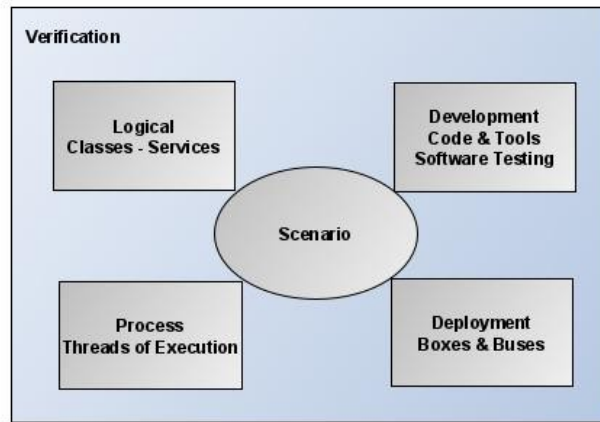 Verification
Logical
Classes - Services
Development
Code & Tools
Software Testing
Scenario
Process
Threads of Execution
Deployment
Boxes & Buses